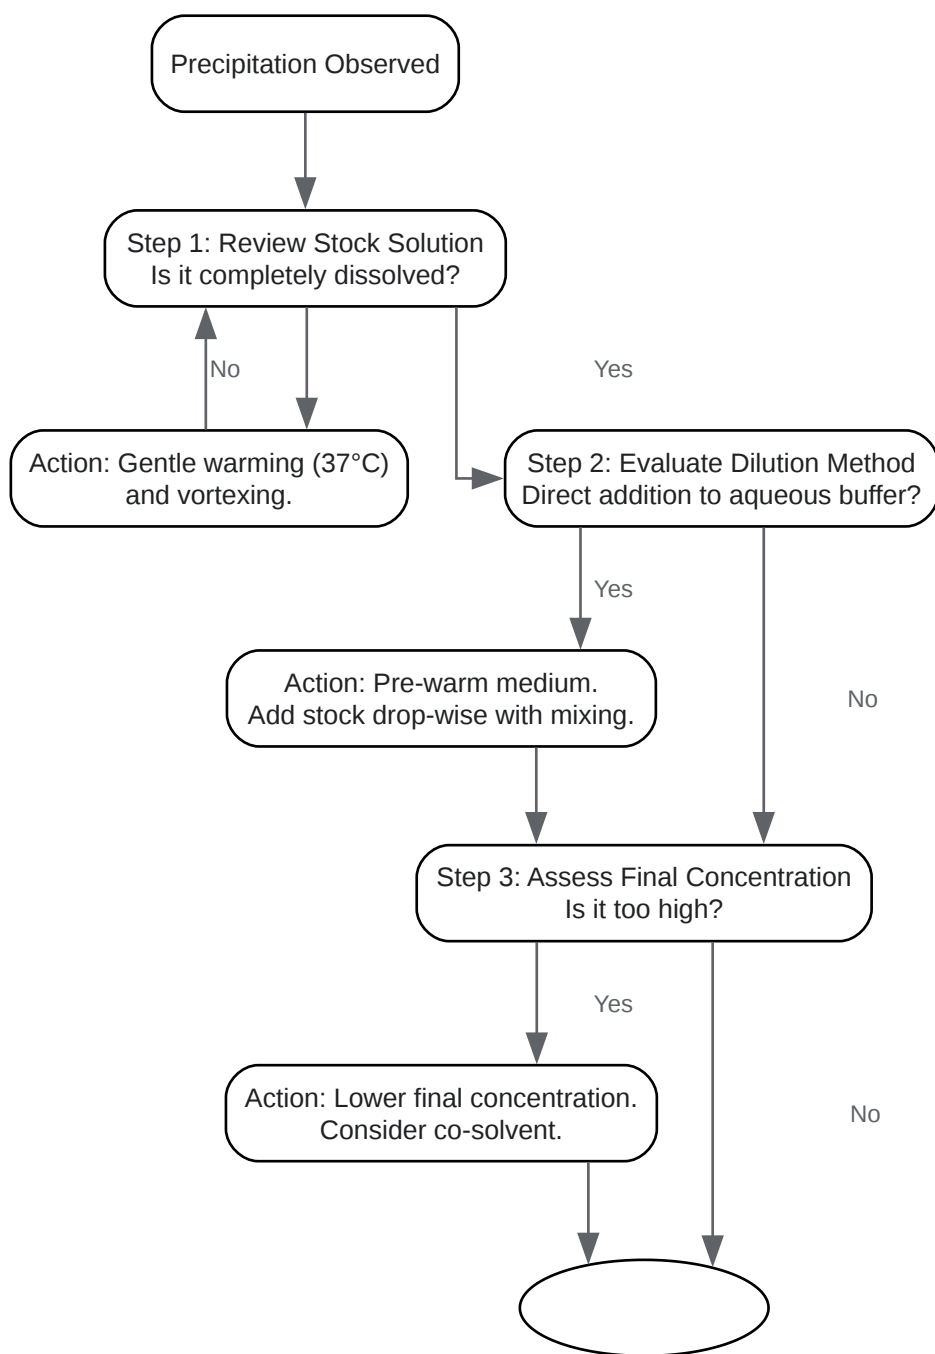 Precipitation Observed
Step 1: Review Stock Solution
Is it completely dissolved?
No
Yes
Action: Gentle warming (37°C)
and vortexing.
Step 2: Evaluate Dilution Method
Direct addition to aqueous buffer?
Yes
Action: Pre-warm medium.
Add stock drop-wise with mixing.
No
Step 3: Assess Final Concentration
Is it too high?
Yes
Action: Lower final concentration.
Consider co-solvent.
No